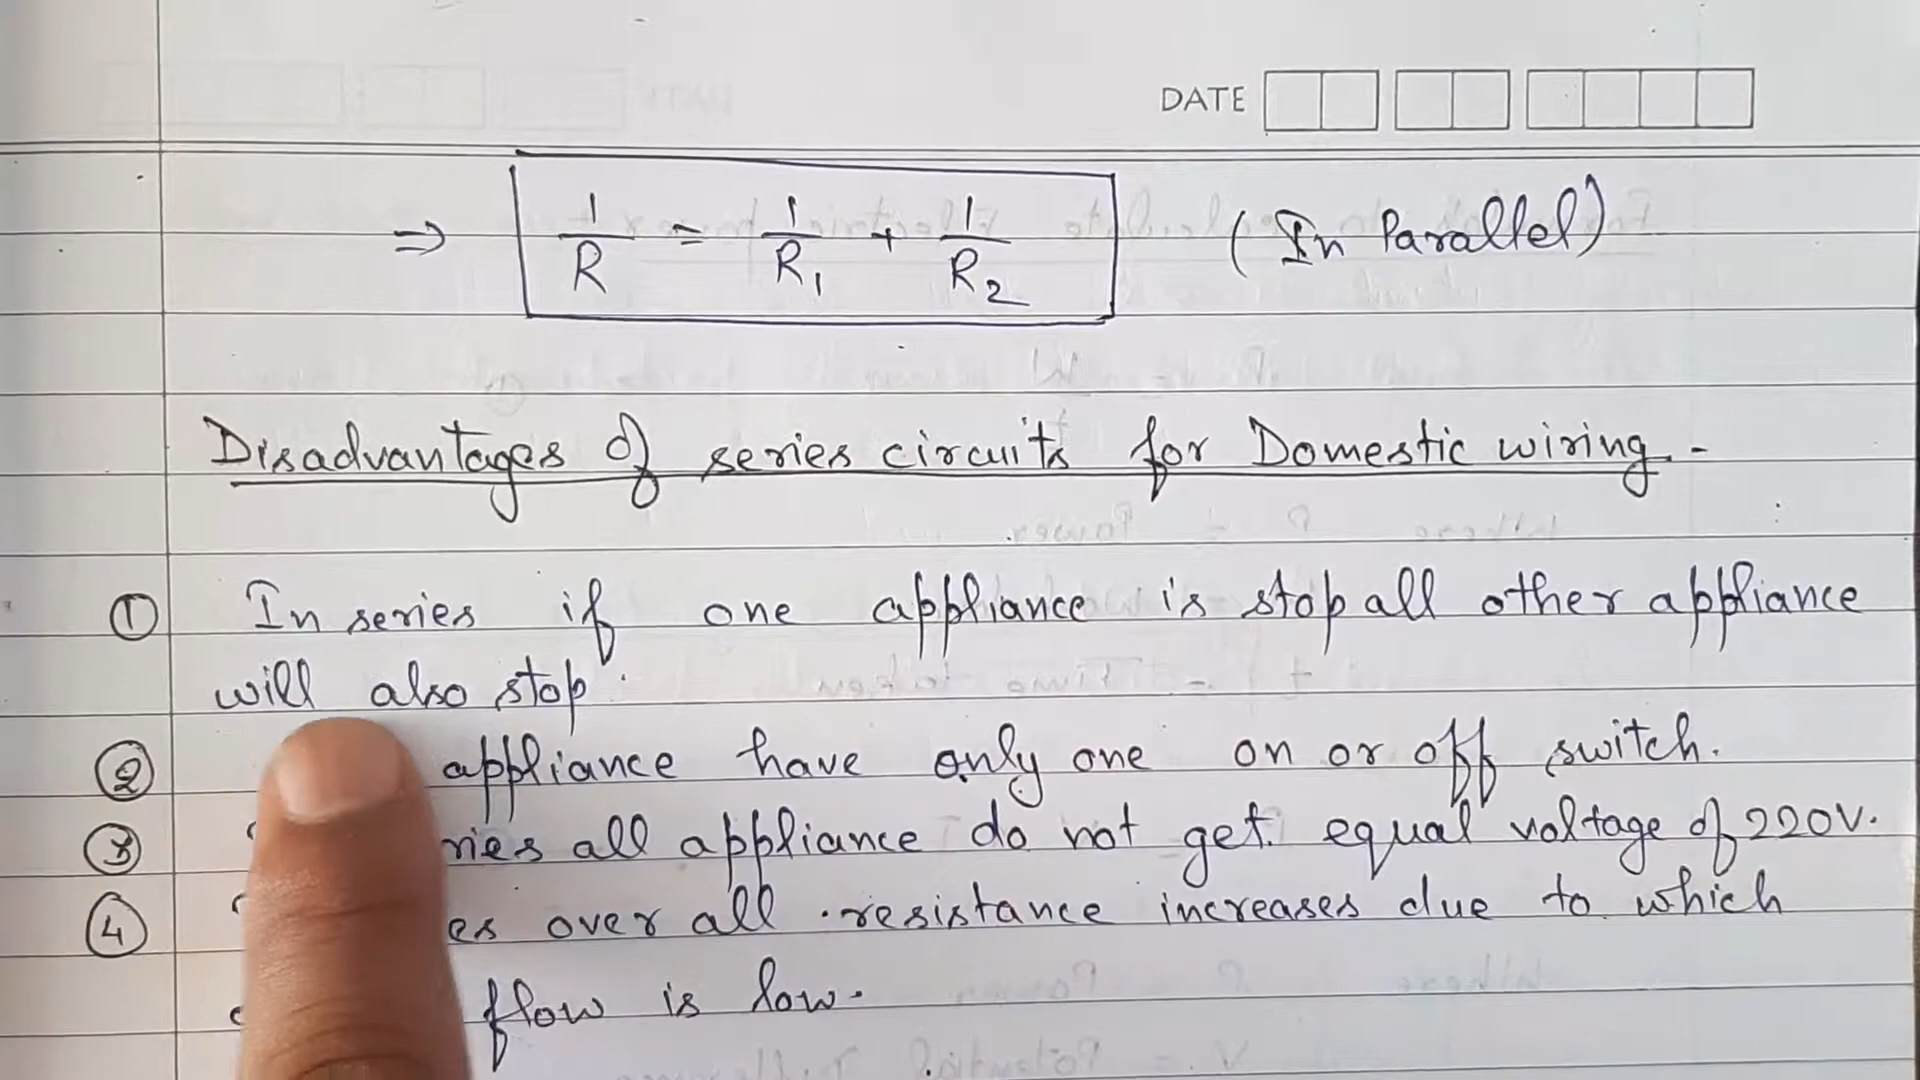 DATE
⇒ 1/R = 1/R₁ + 1/R₂ (In Parallel)
Disadvantages of series circuits for Domestic wiring.-
① In series if one appliance is stop all other appliance
will also stop.
② appliance have only one on or off switch.
③ all appliance do not get equal voltage of 220V.
④ over all resistance increases due to which
flow is low.